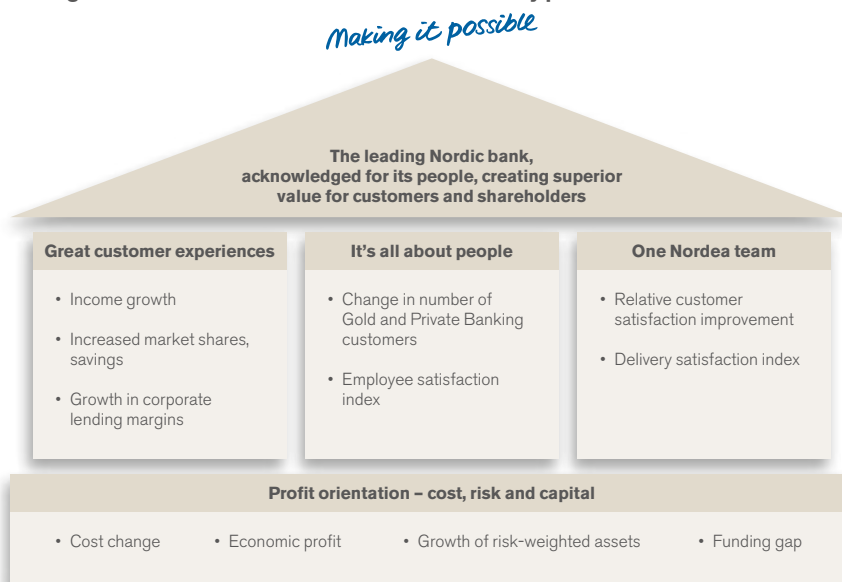 Making it possible
The leading Nordic bank,
acknowledged for its people, creating superior
value for customers and shareholders
Great customer experiences
• Income growth
• Increased market shares,
savings
• Growth in corporate
lending margins
It's all about people
• Change in number of
Gold and Private Banking
customers
• Employee satisfaction
index
One Nordea team
• Relative customer
satisfaction improvement
• Delivery satisfaction index
Profit orientation – cost, risk and capital
• Cost change
• Economic profit
• Growth of risk-weighted assets
• Funding gap